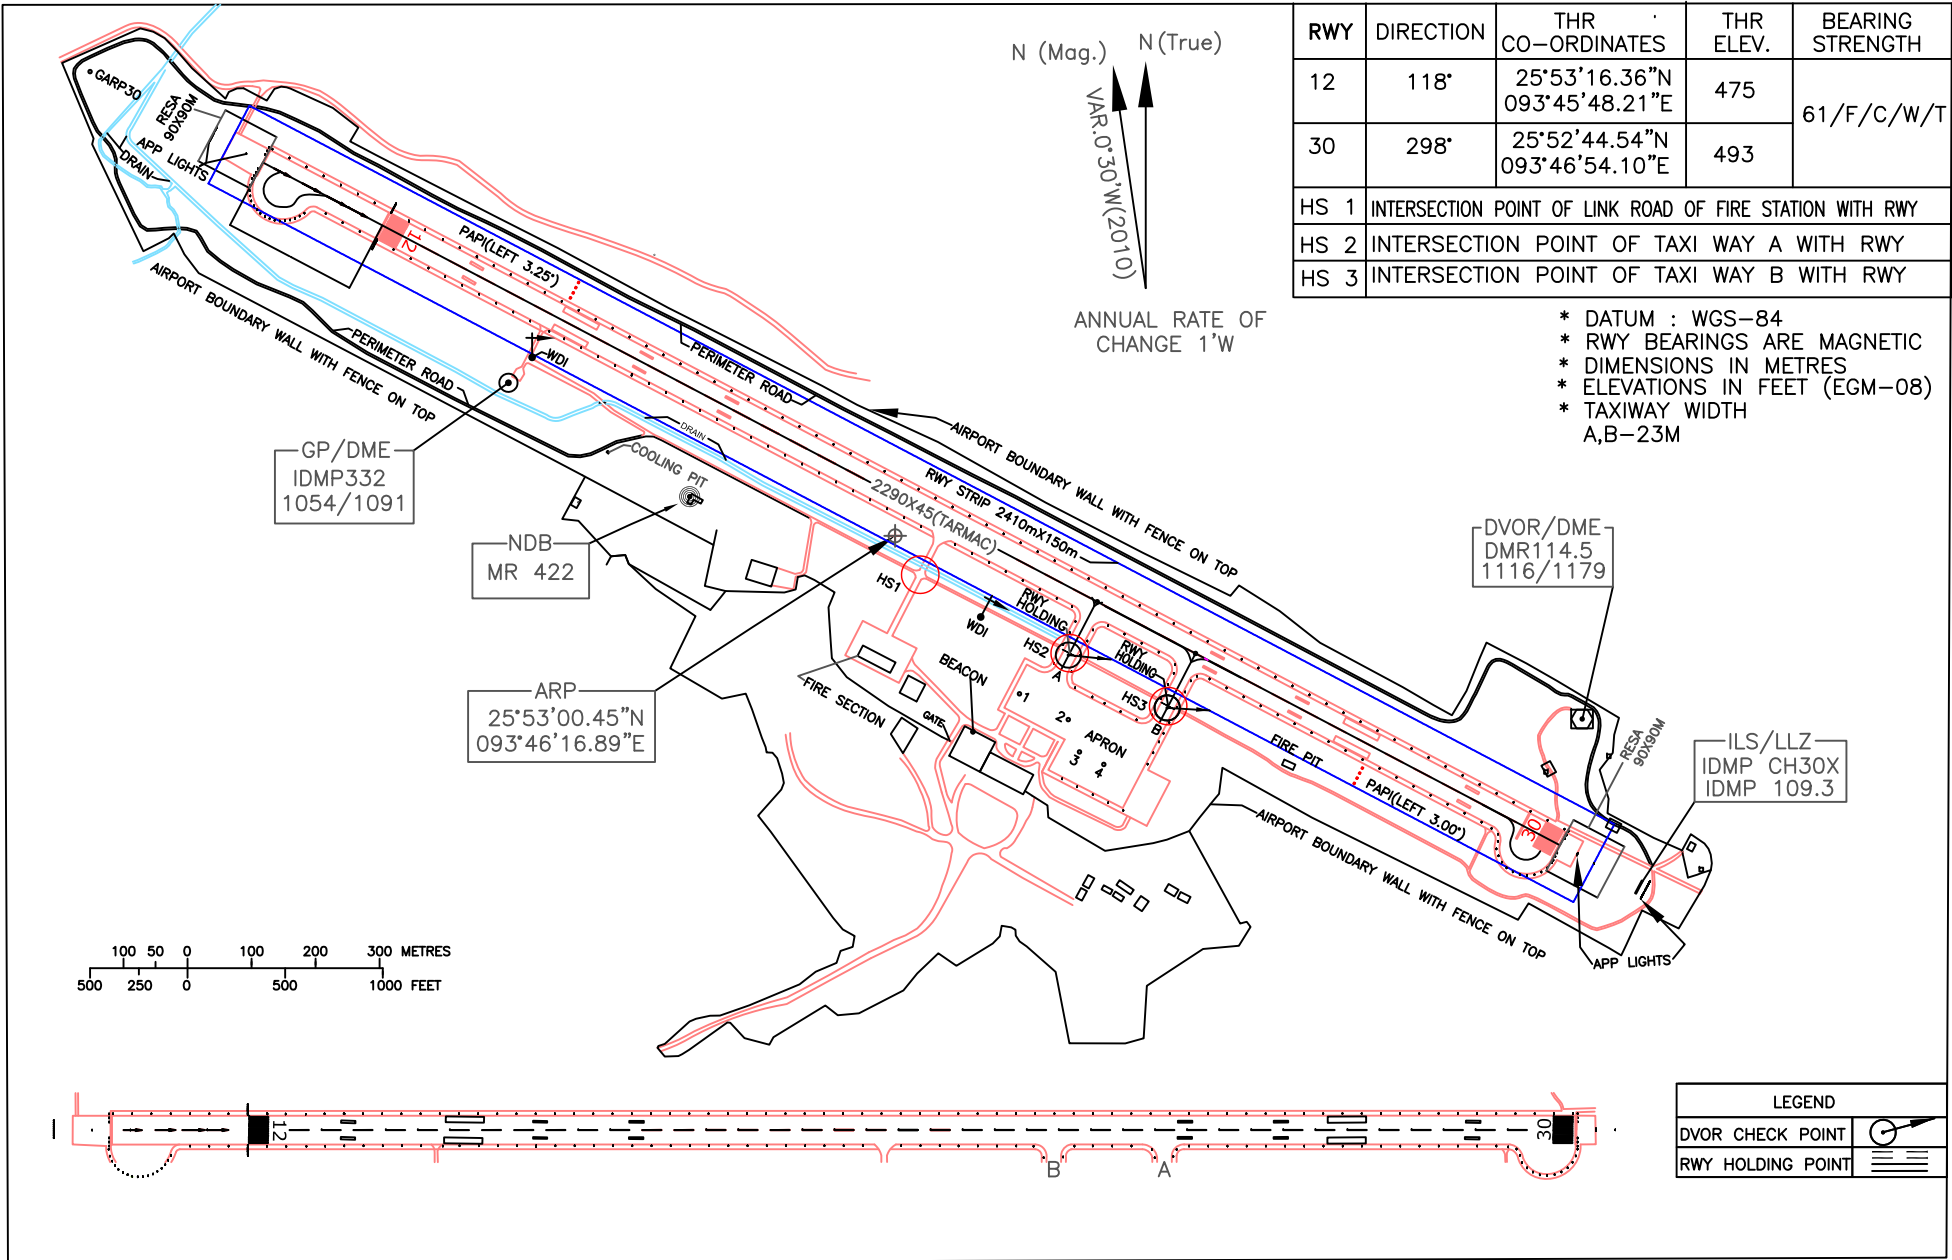 RWY DIRECTION THR CO-ORDINATES THR ELEV. BEARING STRENGTH
12 118° 25°53'16.36"N 093°45'48.21"E 475
61/F/C/W/T
30 298° 25°52'44.54"N 093°46'54.10"E 493
HS 1 INTERSECTION POINT OF LINK ROAD OF FIRE STATION WITH RWY
HS 2 INTERSECTION POINT OF TAXI WAY A WITH RWY
HS 3 INTERSECTION POINT OF TAXI WAY B WITH RWY
* DATUM : WGS-84
* RWY BEARINGS ARE MAGNETIC
* DIMENSIONS IN METRES
* ELEVATIONS IN FEET (EGM-08)
* TAXIWAY WIDTH
A,B-23M
N (Mag.)
N (True)
VAR.0°30'W(2010)
ANNUAL RATE OF
CHANGE 1'W
GARP30
RESA
90X90M
APP LIGHTS
DRAIN
12
PAPI(LEFT 3.25°)
AIRPORT BOUNDARY WALL WITH FENCE ON TOP
PERIMETER ROAD
WDI
PERIMETER ROAD
AIRPORT BOUNDARY WALL WITH FENCE ON TOP
GP/DME
IDMP332
1054/1091
DRAIN
COOLING PIT
RWY STRIP 2410mX150m
2290X45(TARMAC)
NDB
MR 422
HS1
WDI
RWY
HOLDING
HS2
A
RWY
HOLDING
HS3
B
DVOR/DME
DMR114.5
1116/1179
ARP
25°53'00.45"N
093°46'16.89"E
BEACON
FIRE SECTION
GATE
1
2
3
4
APRON
FIRE PIT
PAPI(LEFT 3.00°)
30
RESA
90X90M
ILS/LLZ
IDMP CH30X
IDMP 109.3
AIRPORT BOUNDARY WALL WITH FENCE ON TOP
APP LIGHTS
100 50 0 100 200 300 METRES
500 250 0 500 1000 FEET
12
30
B
A
LEGEND
DVOR CHECK POINT
RWY HOLDING POINT